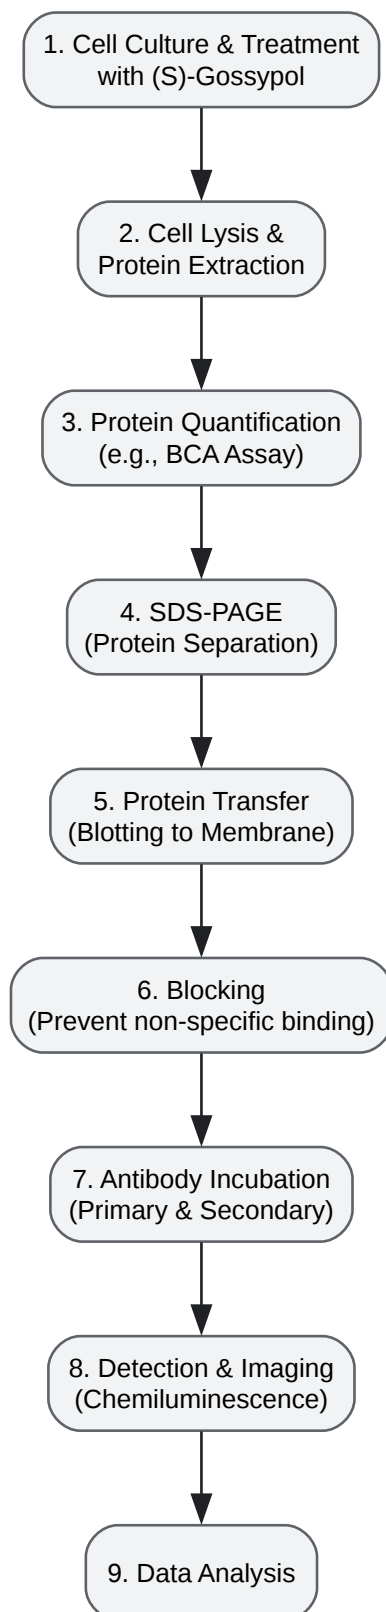 1. Cell Culture & Treatment
with (S)-Gossypol
2. Cell Lysis &
Protein Extraction
3. Protein Quantification
(e.g., BCA Assay)
4. SDS-PAGE
(Protein Separation)
5. Protein Transfer
(Blotting to Membrane)
6. Blocking
(Prevent non-specific binding)
7. Antibody Incubation
(Primary & Secondary)
8. Detection & Imaging
(Chemiluminescence)
9. Data Analysis